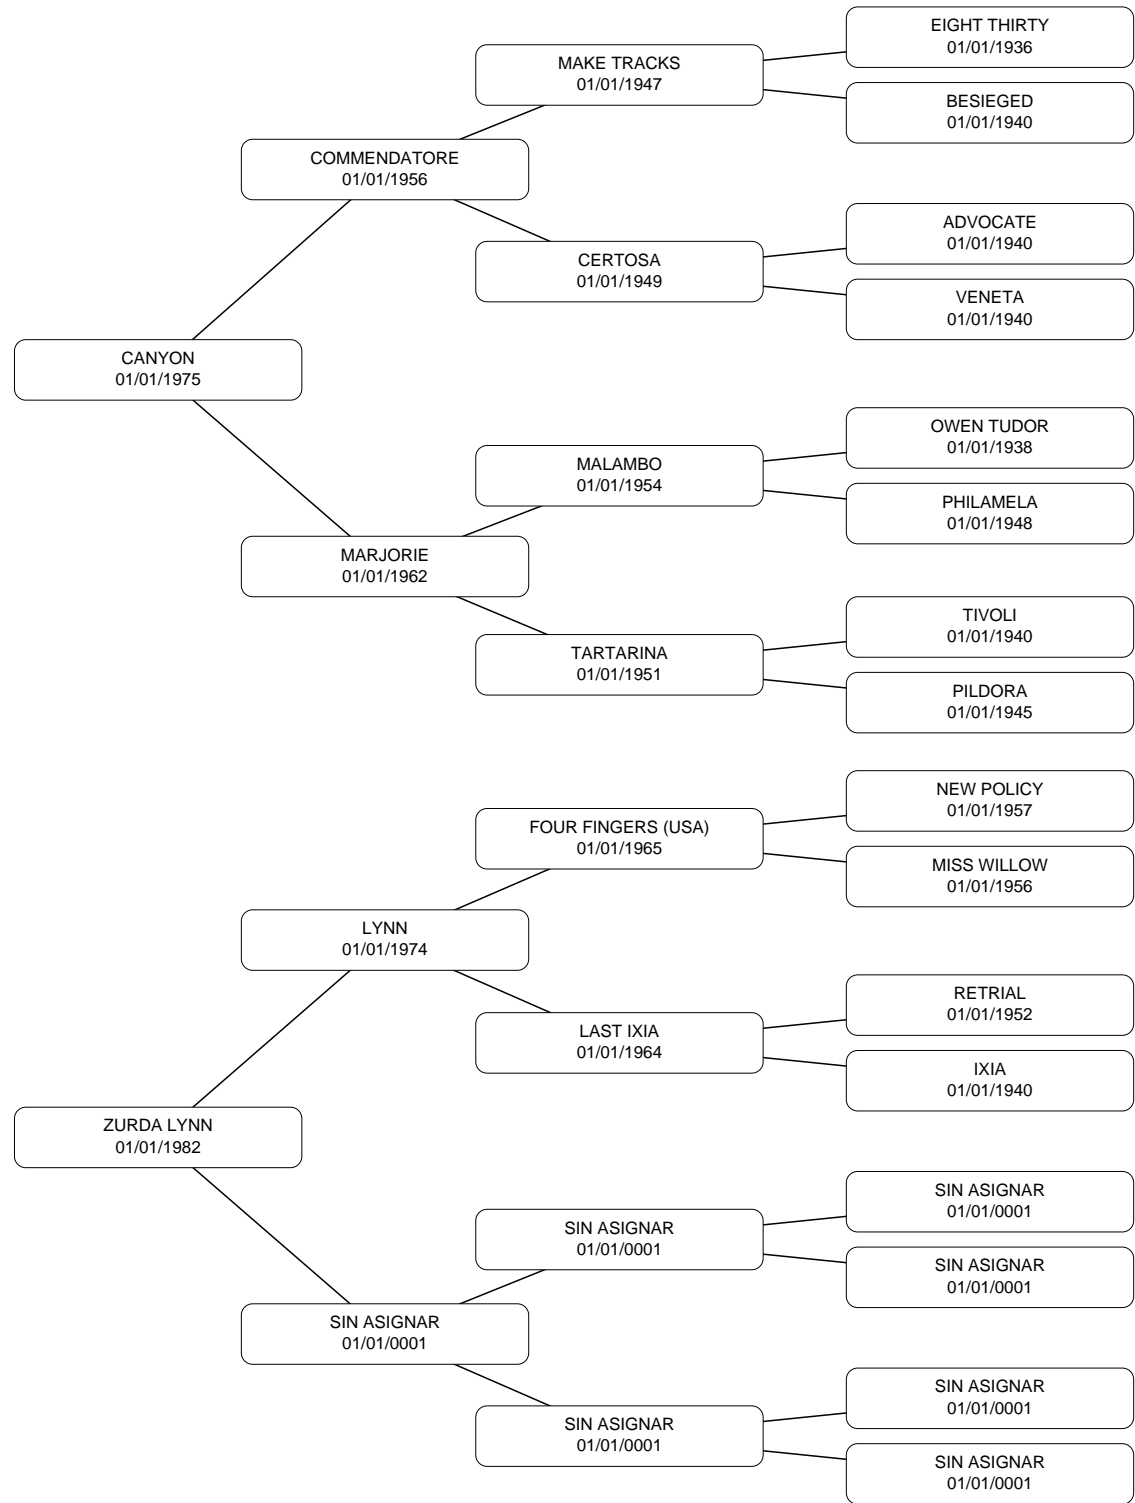 EIGHT THIRTY
01/01/1936
MAKE TRACKS
01/01/1947
BESIEGED
01/01/1940
COMMENDATORE
01/01/1956
ADVOCATE
01/01/1940
CERTOSA
01/01/1949
VENETA
01/01/1940
CANYON
01/01/1975
OWEN TUDOR
01/01/1938
MALAMBO
01/01/1954
PHILAMELA
01/01/1948
MARJORIE
01/01/1962
TIVOLI
01/01/1940
TARTARINA
01/01/1951
PILDORA
01/01/1945
NEW POLICY
01/01/1957
FOUR FINGERS (USA)
01/01/1965
MISS WILLOW
01/01/1956
LYNN
01/01/1974
RETRIAL
01/01/1952
LAST IXIA
01/01/1964
IXIA
01/01/1940
ZURDA LYNN
01/01/1982
SIN ASIGNAR
01/01/0001
SIN ASIGNAR
01/01/0001
SIN ASIGNAR
01/01/0001
SIN ASIGNAR
01/01/0001
SIN ASIGNAR
01/01/0001
SIN ASIGNAR
01/01/0001
SIN ASIGNAR
01/01/0001